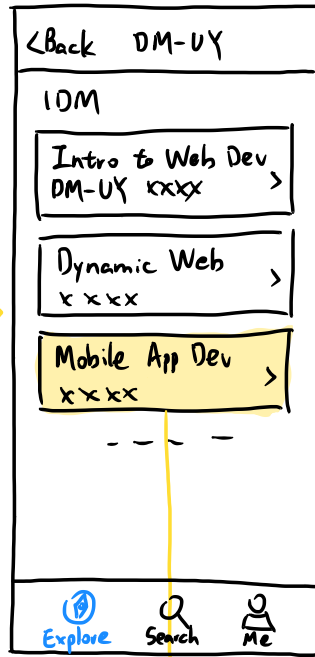 <Back DM-UY
IDM
Intro to Web Dev
DM-UY xxxx >
Dynamic Web
xxxx >
Mobile App Dev
xxxx >
Explore Search Me